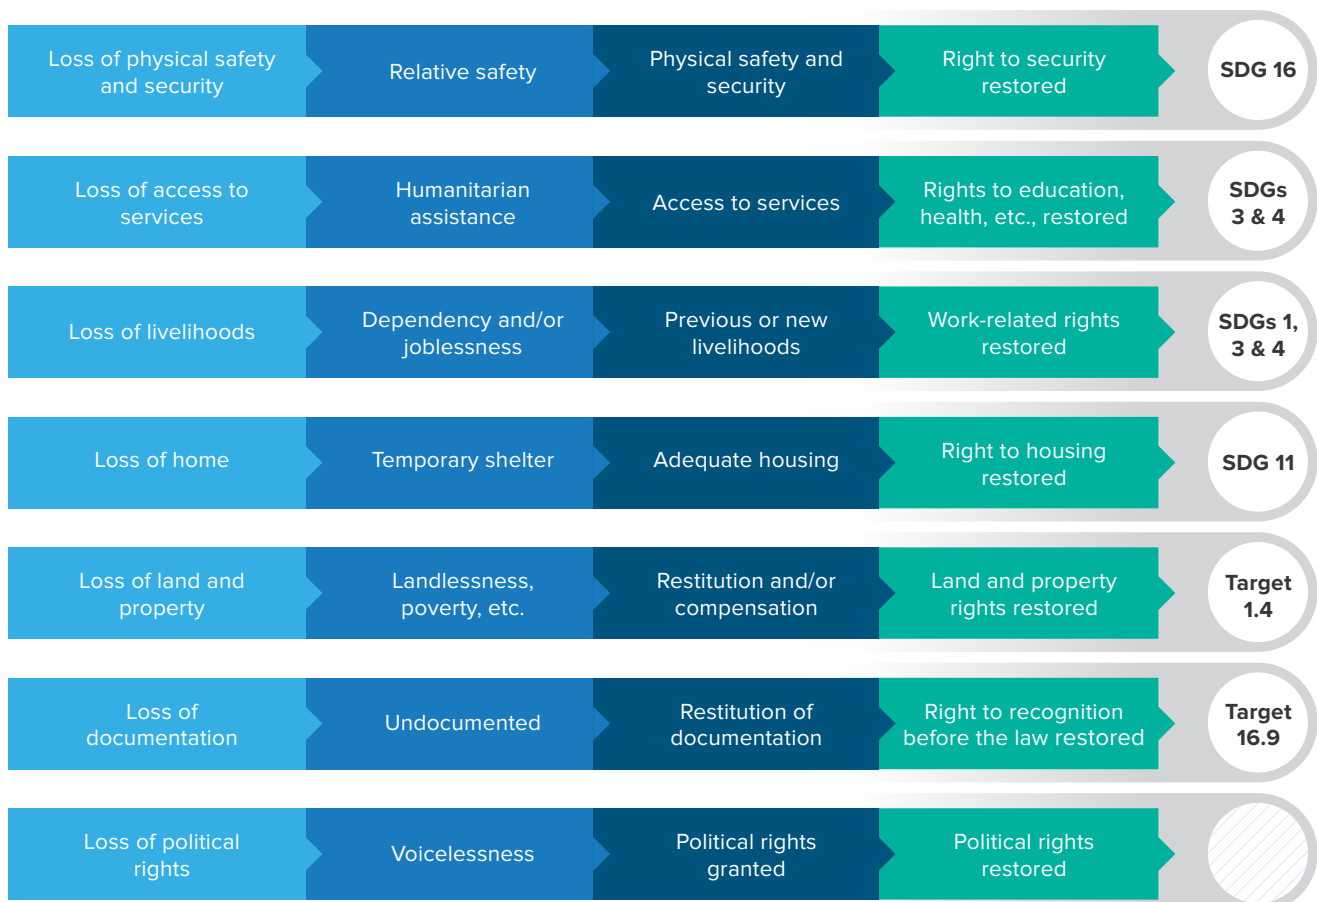 Loss of physical safety
and security
Relative safety
Physical safety and
security
Right to security
restored
SDG 16
Loss of access to
services
Humanitarian
assistance
Access to services
Rights to education,
health, etc., restored
SDGs
3 & 4
Loss of livelihoods
Dependency and/or
joblessness
Previous or new
livelihoods
Work-related rights
restored
SDGs 1,
3 & 4
Loss of home
Temporary shelter
Adequate housing
Right to housing
restored
SDG 11
Loss of land and
property
Landlessness,
poverty, etc.
Restitution and/or
compensation
Land and property
rights restored
Target
1.4
Loss of
documentation
Undocumented
Restitution of
documentation
Right to recognition
before the law restored
Target
16.9
Loss of political
rights
Voicelessness
Political rights
granted
Political rights
restored